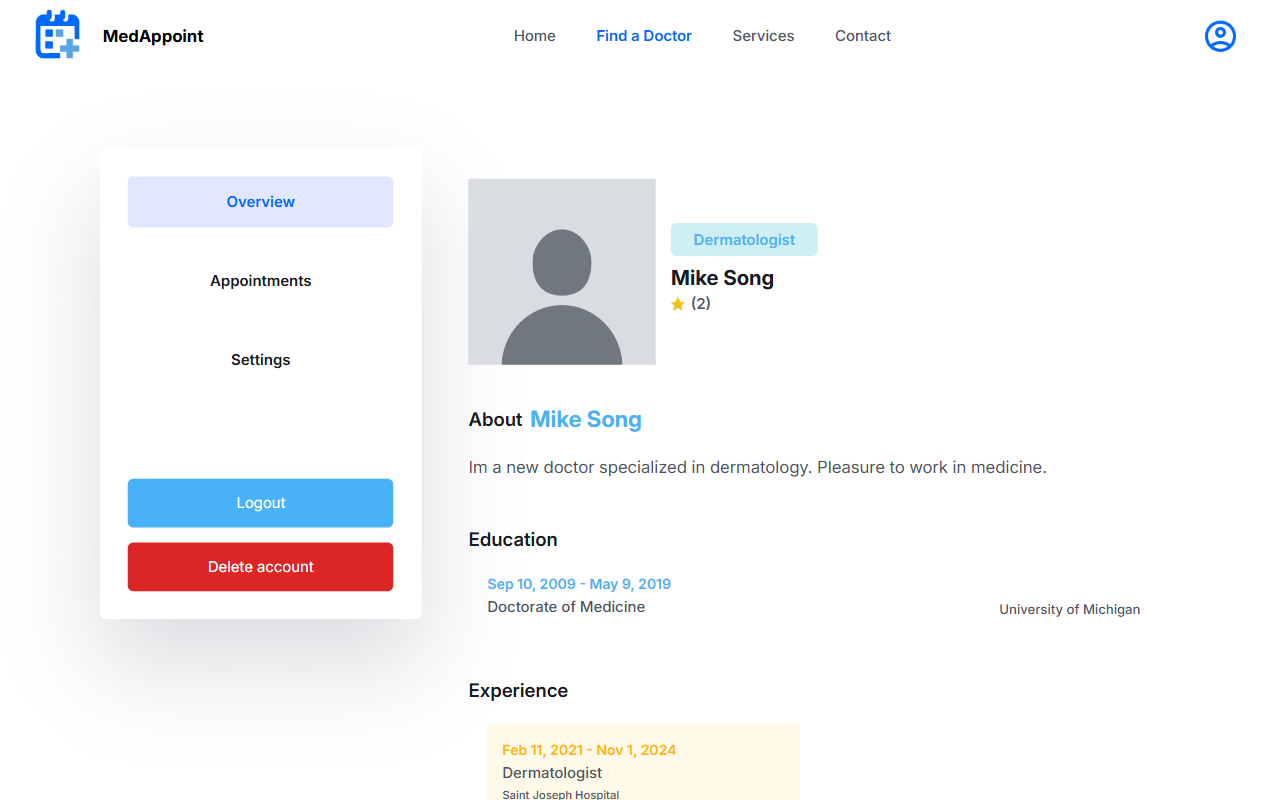 MedAppoint
Home
Find a Doctor
Services
Contact
Overview
Appointments
Settings
Logout
Delete account
Dermatologist
Mike Song
(2)
About Mike Song
Im a new doctor specialized in dermatology. Pleasure to work in medicine.
Education
Sep 10, 2009 - May 9, 2019
Doctorate of Medicine
University of Michigan
Experience
Feb 11, 2021 - Nov 1, 2024
Dermatologist
Saint Joseph Hospital